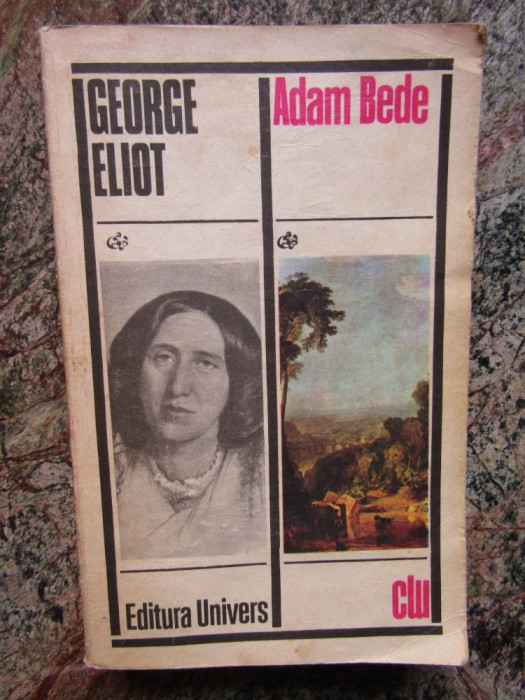 GEORGE
ELIOT
Adam Bede
Editura Univers
clu